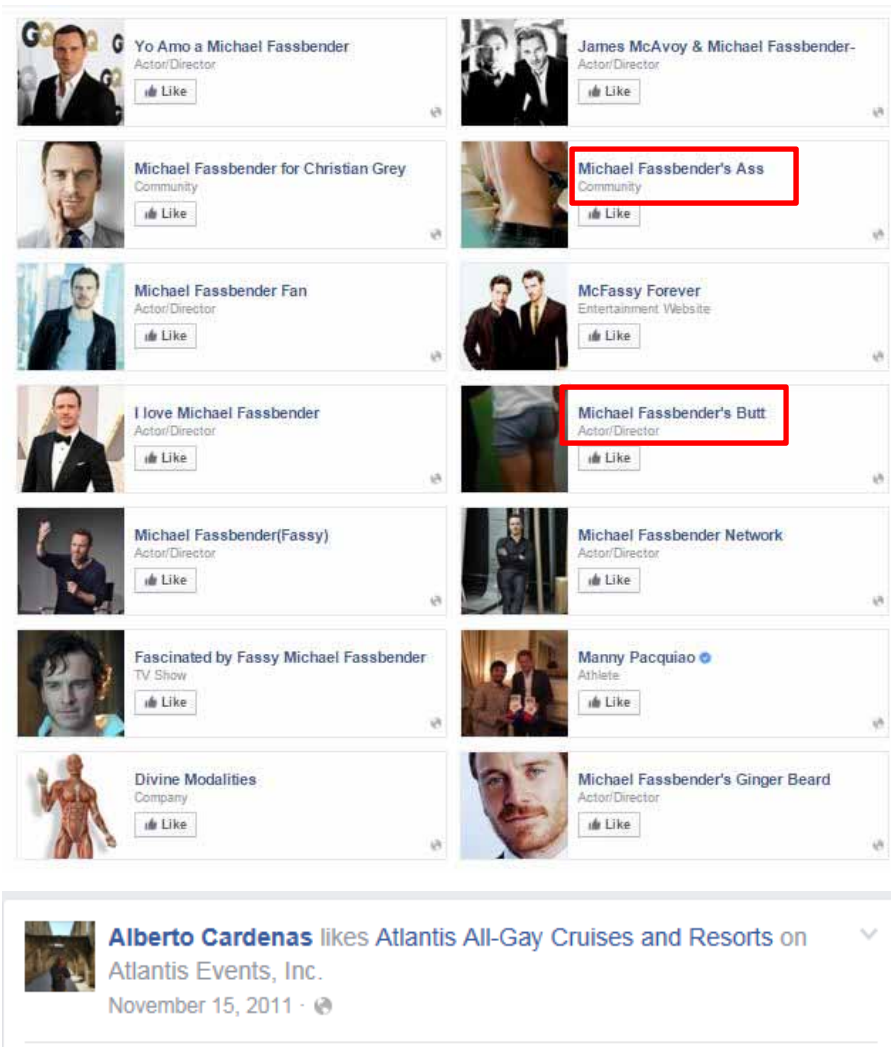 GQ
Yo Amo a Michael Fassbender
Actor/Director
Like
James McAvoy & Michael Fassbender-
Actor/Director
Like
Michael Fassbender for Christian Grey
Community
Like
Michael Fassbender's Ass
Community
Like
Michael Fassbender Fan
Actor/Director
Like
McFassy Forever
Entertainment Website
Like
I love Michael Fassbender
Actor/Director
Like
Michael Fassbender's Butt
Actor/Director
Like
Michael Fassbender(Fassy)
Actor/Director
Like
Michael Fassbender Network
Actor/Director
Like
Fascinated by Fassy Michael Fassbender
TV Show
Like
Manny Pacquiao
Athlete
Like
Divine Modalities
Company
Like
Michael Fassbender's Ginger Beard
Actor/Director
Like
Alberto Cardenas likes Atlantis All-Gay Cruises and Resorts on
Atlantis Events, Inc.
November 15, 2011 ·